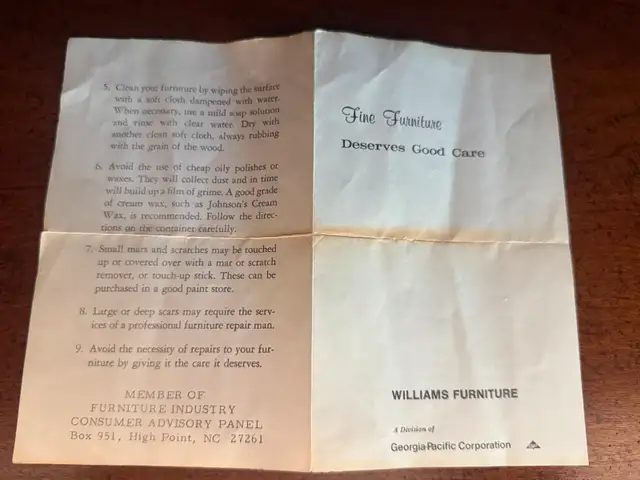 5. Clean your furniture by wiping the surface
with a soft cloth dampened with water.
When necessary, use a mild soap solution
and rinse with clear water. Dry with
another clean soft cloth, always rubbing
with the grain of the wood.
6. Avoid the use of cheap oily polishes or
waxes. They will collect dust and in time
will build up a film of grime. A good grade
of cream wax, such as Johnson's Cream
Wax, is recommended. Follow the direc-
tions on the container carefully.
7. Small mars and scratches may be touched
up or covered over with a mar or scratch
remover, or touch-up stick. These can be
purchased in a good paint store.
8. Large or deep scars may require the serv-
ices of a professional furniture repair man.
9. Avoid the necessity of repairs to your fur-
niture by giving it the care it deserves.
MEMBER OF
FURNITURE INDUSTRY
CONSUMER ADVISORY PANEL
Box 951, High Point, NC 27261
Fine Furniture
Deserves Good Care
WILLIAMS FURNITURE
A Division of
Georgia-Pacific Corporation